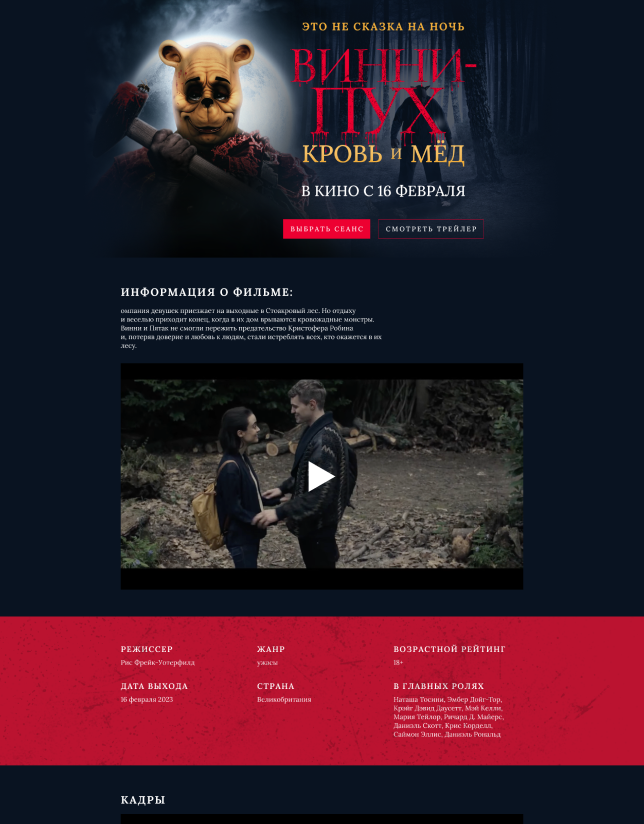 ЭТО НЕ СКАЗКА НА НОЧЬ
ВИННИ-
ПУХ
КРОВЬ И МЁД
В КИНО С 16 ФЕВРАЛЯ
ВЫБРАТЬ СЕАНС
СМОТРЕТЬ ТРЕЙЛЕР
ИНФОРМАЦИЯ О ФИЛЬМЕ:
омпания девушек приезжает на выходные в Стоакровый лес. Но отдыху
и веселью приходит конец, когда в их дом врываются кровожадные монстры.
Винни и Пятак не смогли пережить предательство Кристофера Робина
и, потеряв доверие и любовь к людям, стали истреблять всех, кто окажется в их
лесу.
РЕЖИССЕР
Рис Фрейк-Уотерфилд
ЖАНР
ужасы
ВОЗРАСТНОЙ РЕЙТИНГ
18+
ДАТА ВЫХОДА
16 февраля 2023
СТРАНА
Великобритания
В ГЛАВНЫХ РОЛЯХ
Наташа Тосини, Эмбер Дойг-Тор,
Крэйг Дэвид Даусетт, Мэй Келли,
Мария Тейлор, Ричард Д. Майерс,
Даниэль Скотт, Крис Корделл,
Саймон Эллис, Даниэль Рональд
КАДРЫ